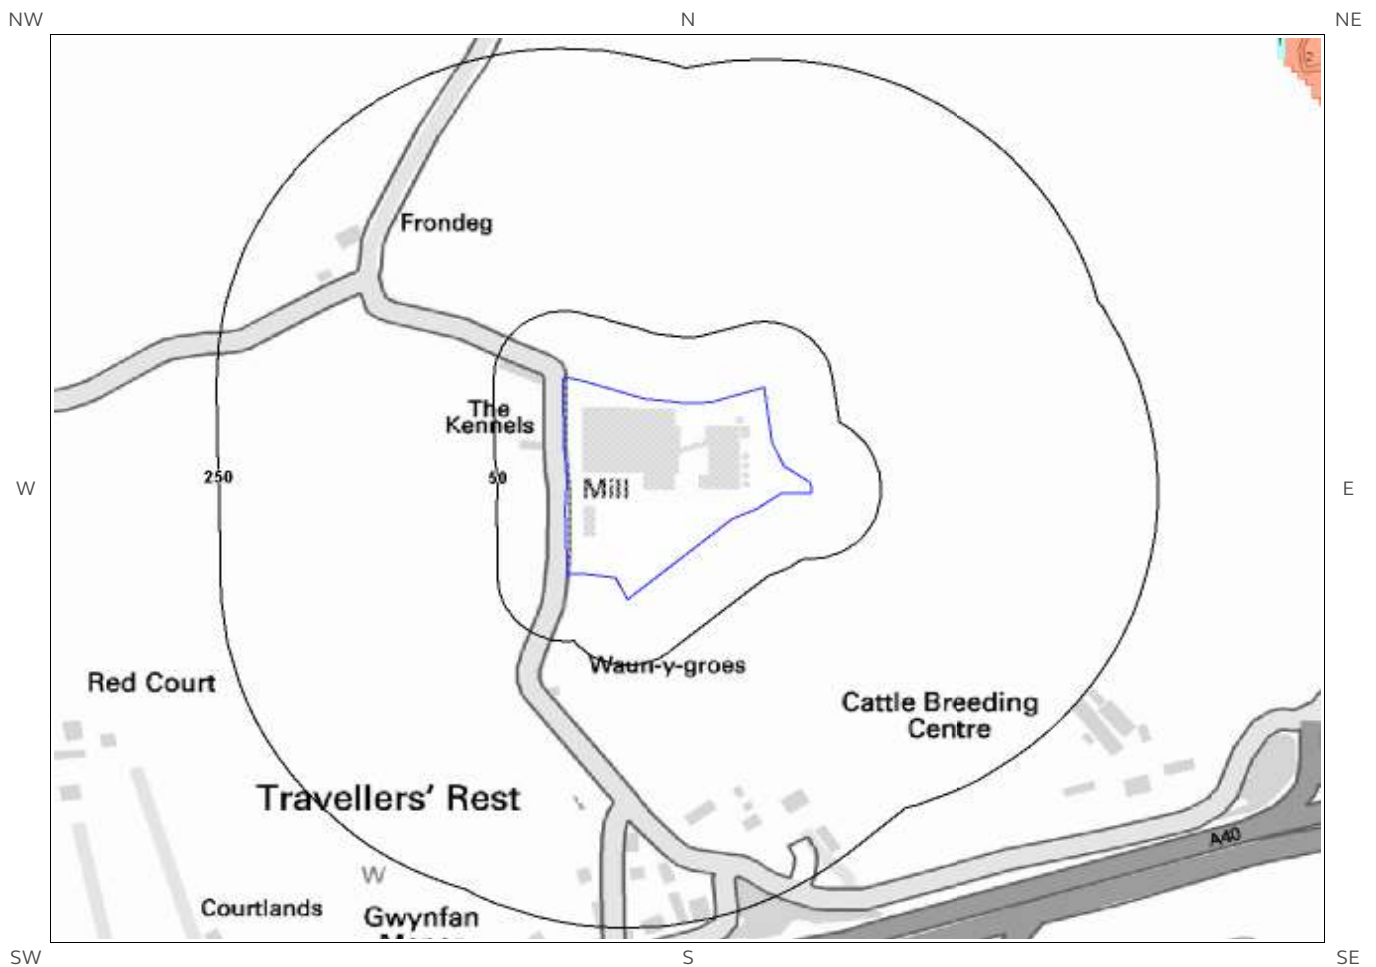 NW
N
NE
2
Frondeg
The
Kennels
W
250
50
Mill
E
Waun-y-groes
Red Court
Cattle Breeding
Centre
Travellers' Rest
A40
W
Courtlands
Gwynfan
SW
S
SE